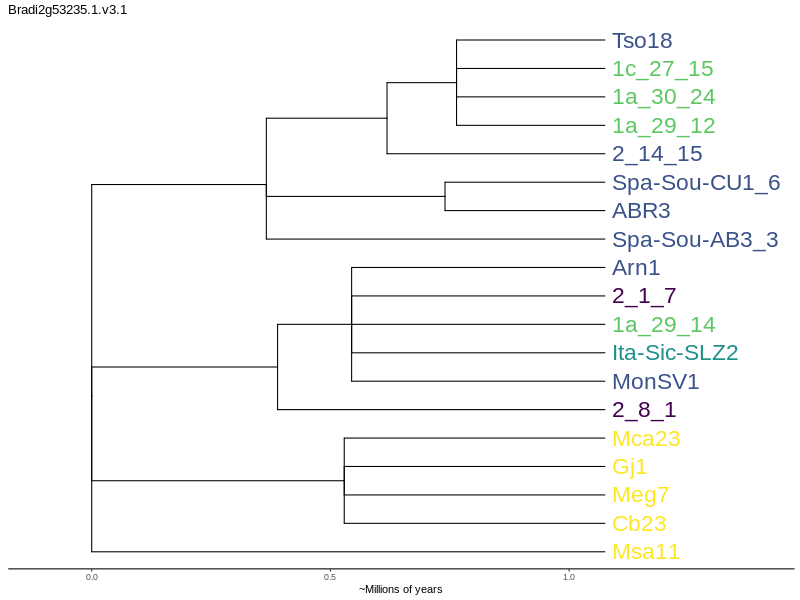 Bradi2g53235.1.v3.1
Tso18
1c_27_15
1a_30_24
1a_29_12
2_14_15
Spa-Sou-CU1_6
ABR3
Spa-Sou-AB3_3
Arn1
2_1_7
1a_29_14
Ita-Sic-SLZ2
MonSV1
2_8_1
Mca23
Gj1
Meg7
Cb23
Msa11
0.0 0.5 1.0
~Millions of years